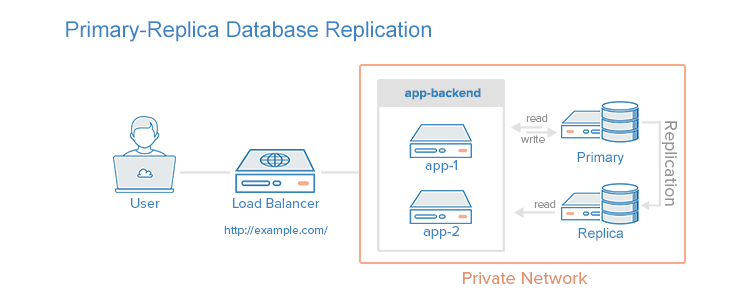 Primary-Replica Database Replication
app-backend
app-1
app-2
read
write
Primary
Replication
read
Replica
User
Load Balancer
http://example.com/
Private Network